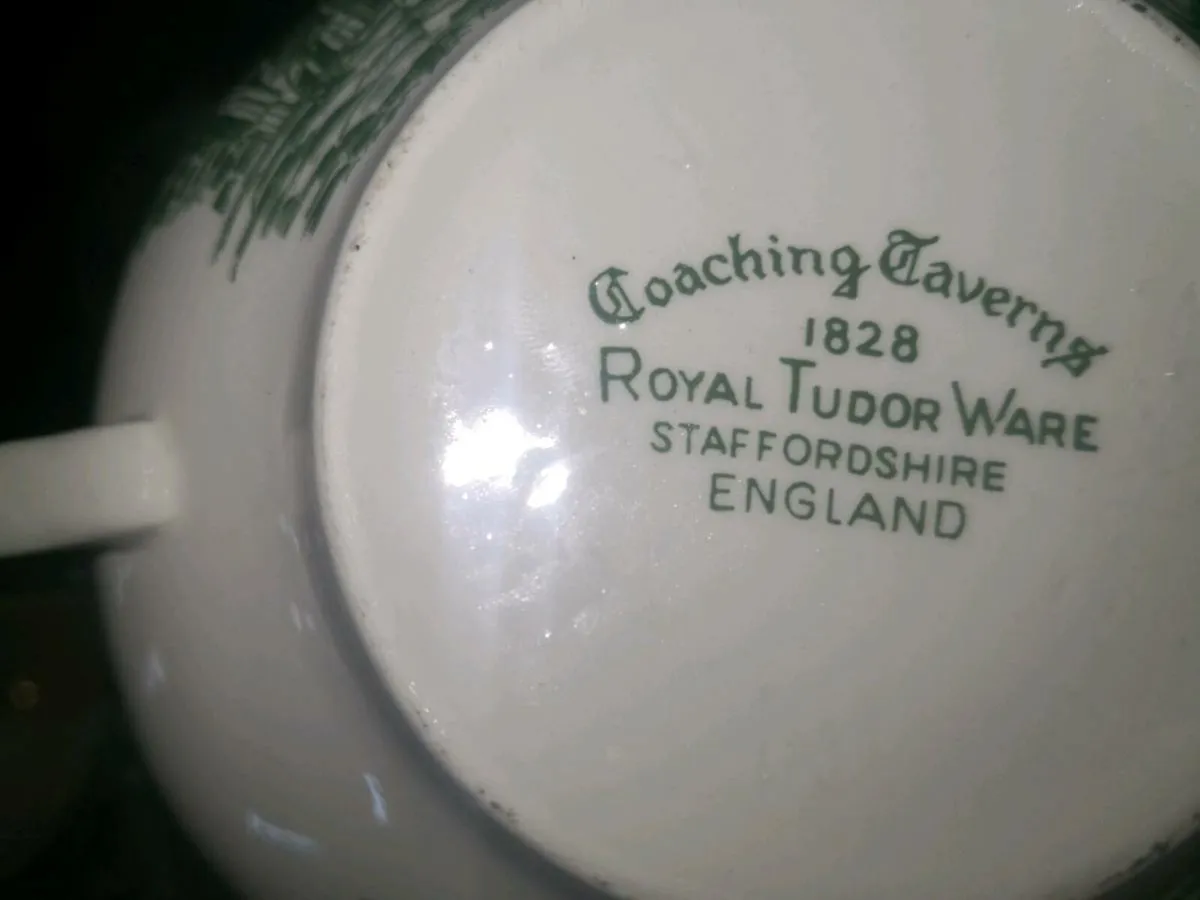 Coaching Taverns
1828
ROYAL TUDOR WARE
STAFFORDSHIRE
ENGLAND